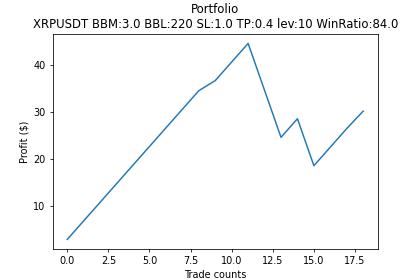 Portfolio
XRPUSDT BBM:3.0 BBL:220 SL:1.0 TP:0.4 lev:10 WinRatio:84.0
40
30
20
10
Profit ($)
0.0 2.5 5.0 7.5 10.0 12.5 15.0 17.5
Trade counts